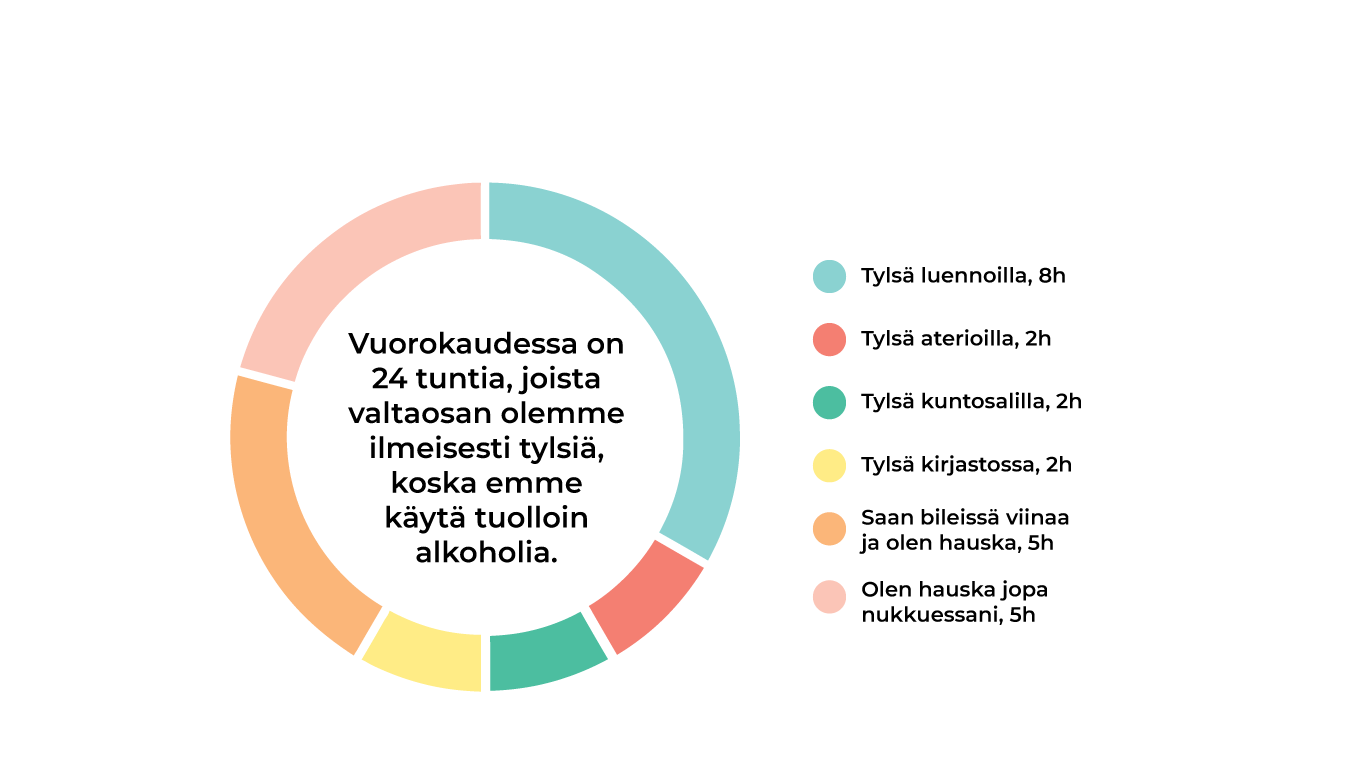 Vuorokaudessa on
24 tuntia, joista
valtaosan olemme
ilmeisesti tylsiä,
koska emme
käytä tuolloin
alkoholia.
Tylsä luennoilla, 8h
Tylsä aterioilla, 2h
Tylsä kuntosalilla, 2h
Tylsä kirjastossa, 2h
Saan bileissä viinaa
ja olen hauska, 5h
Olen hauska jopa
nukkuessani, 5h